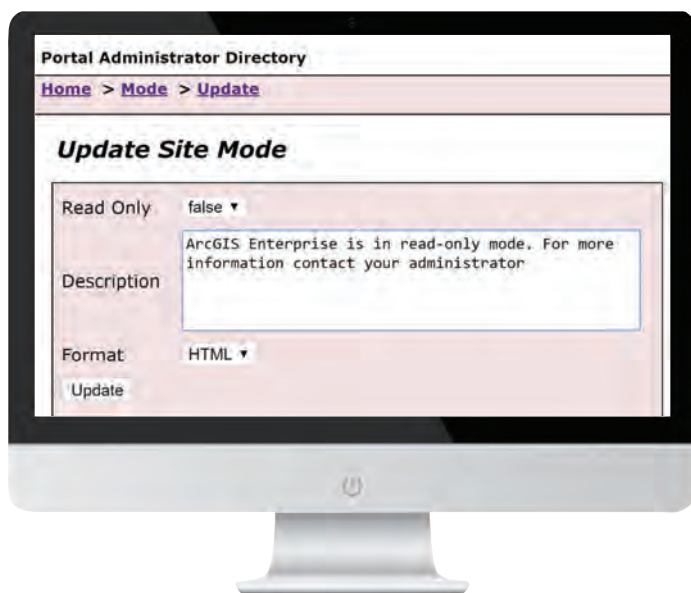 Portal Administrator Directory
Home > Mode > Update
Update Site Mode
Read Only false ▼
ArcGIS Enterprise is in read-only mode. For more
information contact your administrator
Description
Format HTML ▼
Update